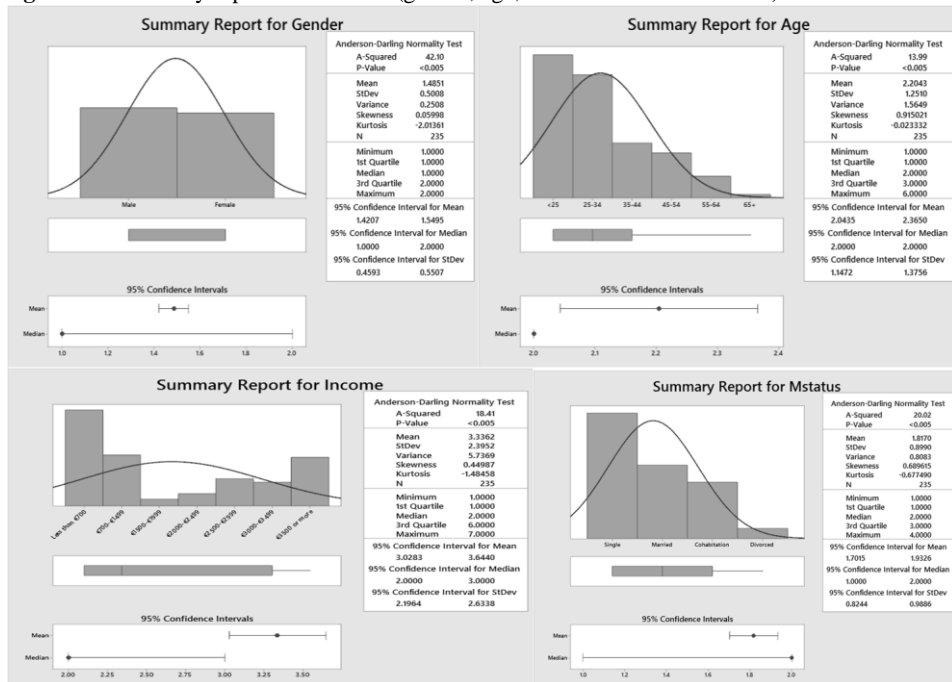 Summary Report for Gender
Anderson-Darling Normality Test
A-Squared 42.10
P-Value <0.005
Mean 1.4851
StDev 0.5008
Variance 0.2508
Skewness 0.05998
Kurtosis -2.01361
N 235
Minimum 1.0000
1st Quartile 1.0000
Median 1.0000
3rd Quartile 2.0000
Maximum 2.0000
95% Confidence Interval for Mean
1.4207 1.5495
95% Confidence Interval for Median
1.0000 2.0000
95% Confidence Interval for StDev
0.4593 0.5507
Male Female
95% Confidence Intervals
Mean
Median
1.0 1.2 1.4 1.6 1.8 2.0
Summary Report for Age
Anderson-Darling Normality Test
A-Squared 13.99
P-Value <0.005
Mean 2.2043
StDev 1.2510
Variance 1.5649
Skewness 0.915021
Kurtosis -0.023332
N 235
Minimum 1.0000
1st Quartile 1.0000
Median 2.0000
3rd Quartile 3.0000
Maximum 6.0000
95% Confidence Interval for Mean
2.0435 2.3650
95% Confidence Interval for Median
2.0000 2.0000
95% Confidence Interval for StDev
1.1472 1.3756
<25 25-34 35-44 45-54 55-64 65+
95% Confidence Intervals
Mean
Median
2.0 2.1 2.2 2.3 2.4
Summary Report for Income
Anderson-Darling Normality Test
A-Squared 18.41
P-Value <0.005
Mean 3.3362
StDev 2.3952
Variance 5.7369
Skewness 0.44987
Kurtosis -1.48458
N 235
Minimum 1.0000
1st Quartile 1.0000
Median 2.0000
3rd Quartile 6.0000
Maximum 7.0000
95% Confidence Interval for Mean
3.0283 3.6440
95% Confidence Interval for Median
2.0000 3.0000
95% Confidence Interval for StDev
2.1964 2.6338
Less than €700
€3500 or more
95% Confidence Intervals
Mean
Median
2.00 2.25 2.50 2.75 3.00 3.25 3.50
Summary Report for Mstatus
Anderson-Darling Normality Test
A-Squared 20.02
P-Value <0.005
Mean 1.8170
StDev 0.8990
Variance 0.8083
Skewness 0.689615
Kurtosis -0.677490
N 235
Minimum 1.0000
1st Quartile 1.0000
Median 2.0000
3rd Quartile 3.0000
Maximum 4.0000
95% Confidence Interval for Mean
1.7015 1.9326
95% Confidence Interval for Median
1.0000 2.0000
95% Confidence Interval for StDev
0.8244 0.9886
Single Married Cohabitation Divorced
95% Confidence Intervals
Mean
Median
1.0 1.2 1.4 1.6 1.8 2.0